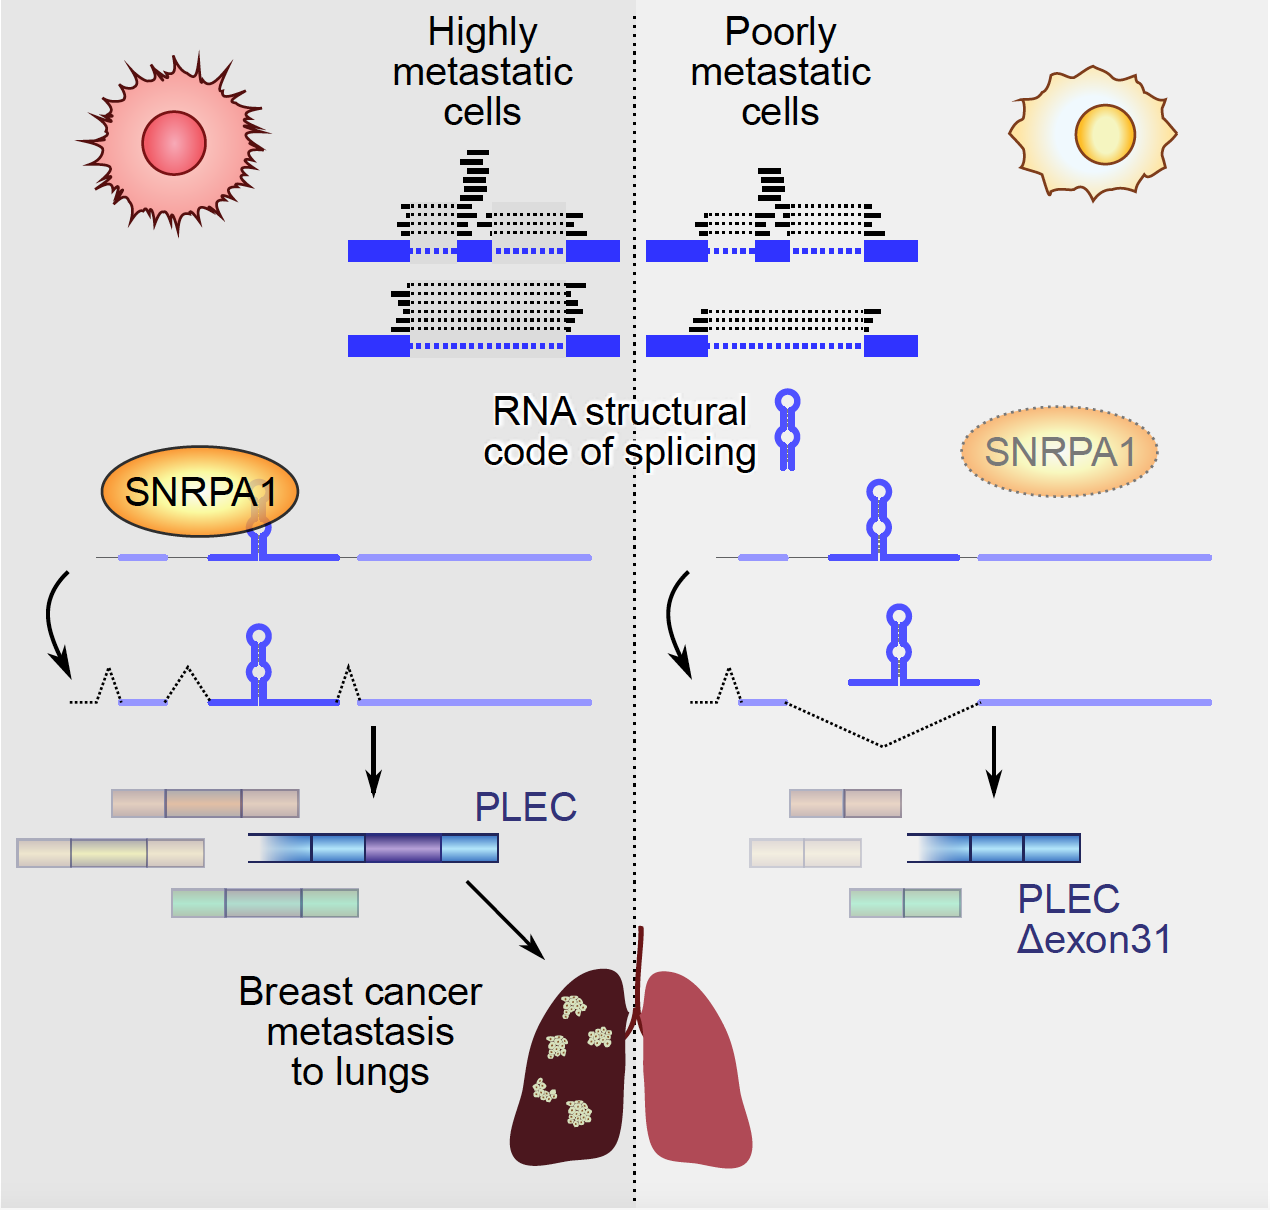 Highly
metastatic
cells
Poorly
metastatic
cells
RNA structural
code of splicing
SNRPA1
SNRPA1
PLEC
PLEC
Δexon31
Breast cancer
metastasis
to lungs